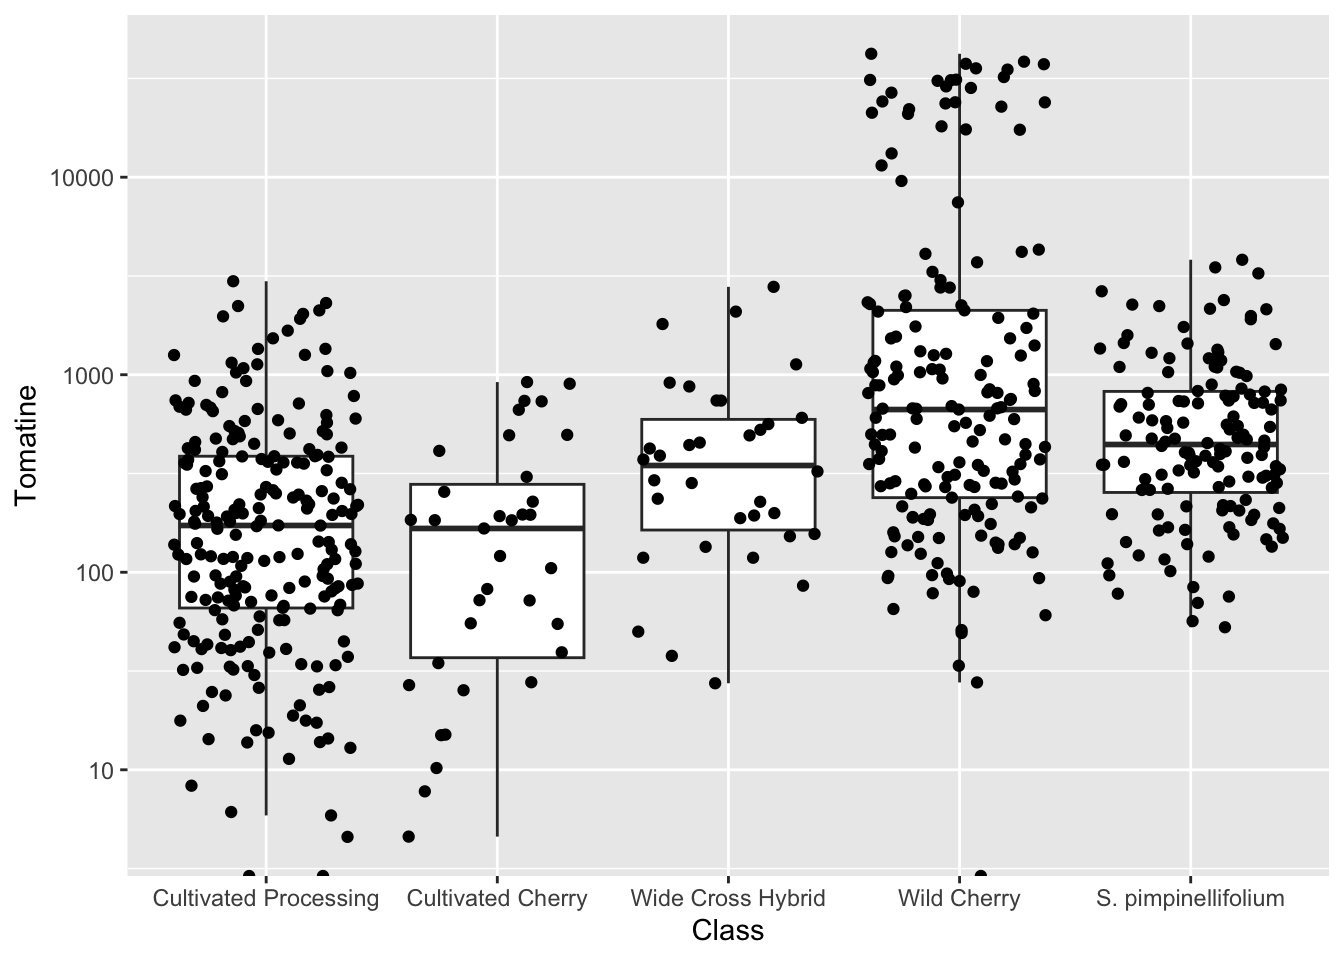 Tomatine
10000
1000
100
10
Cultivated Processing
Cultivated Cherry
Wide Cross Hybrid
Wild Cherry
S. pimpinellifolium
Class